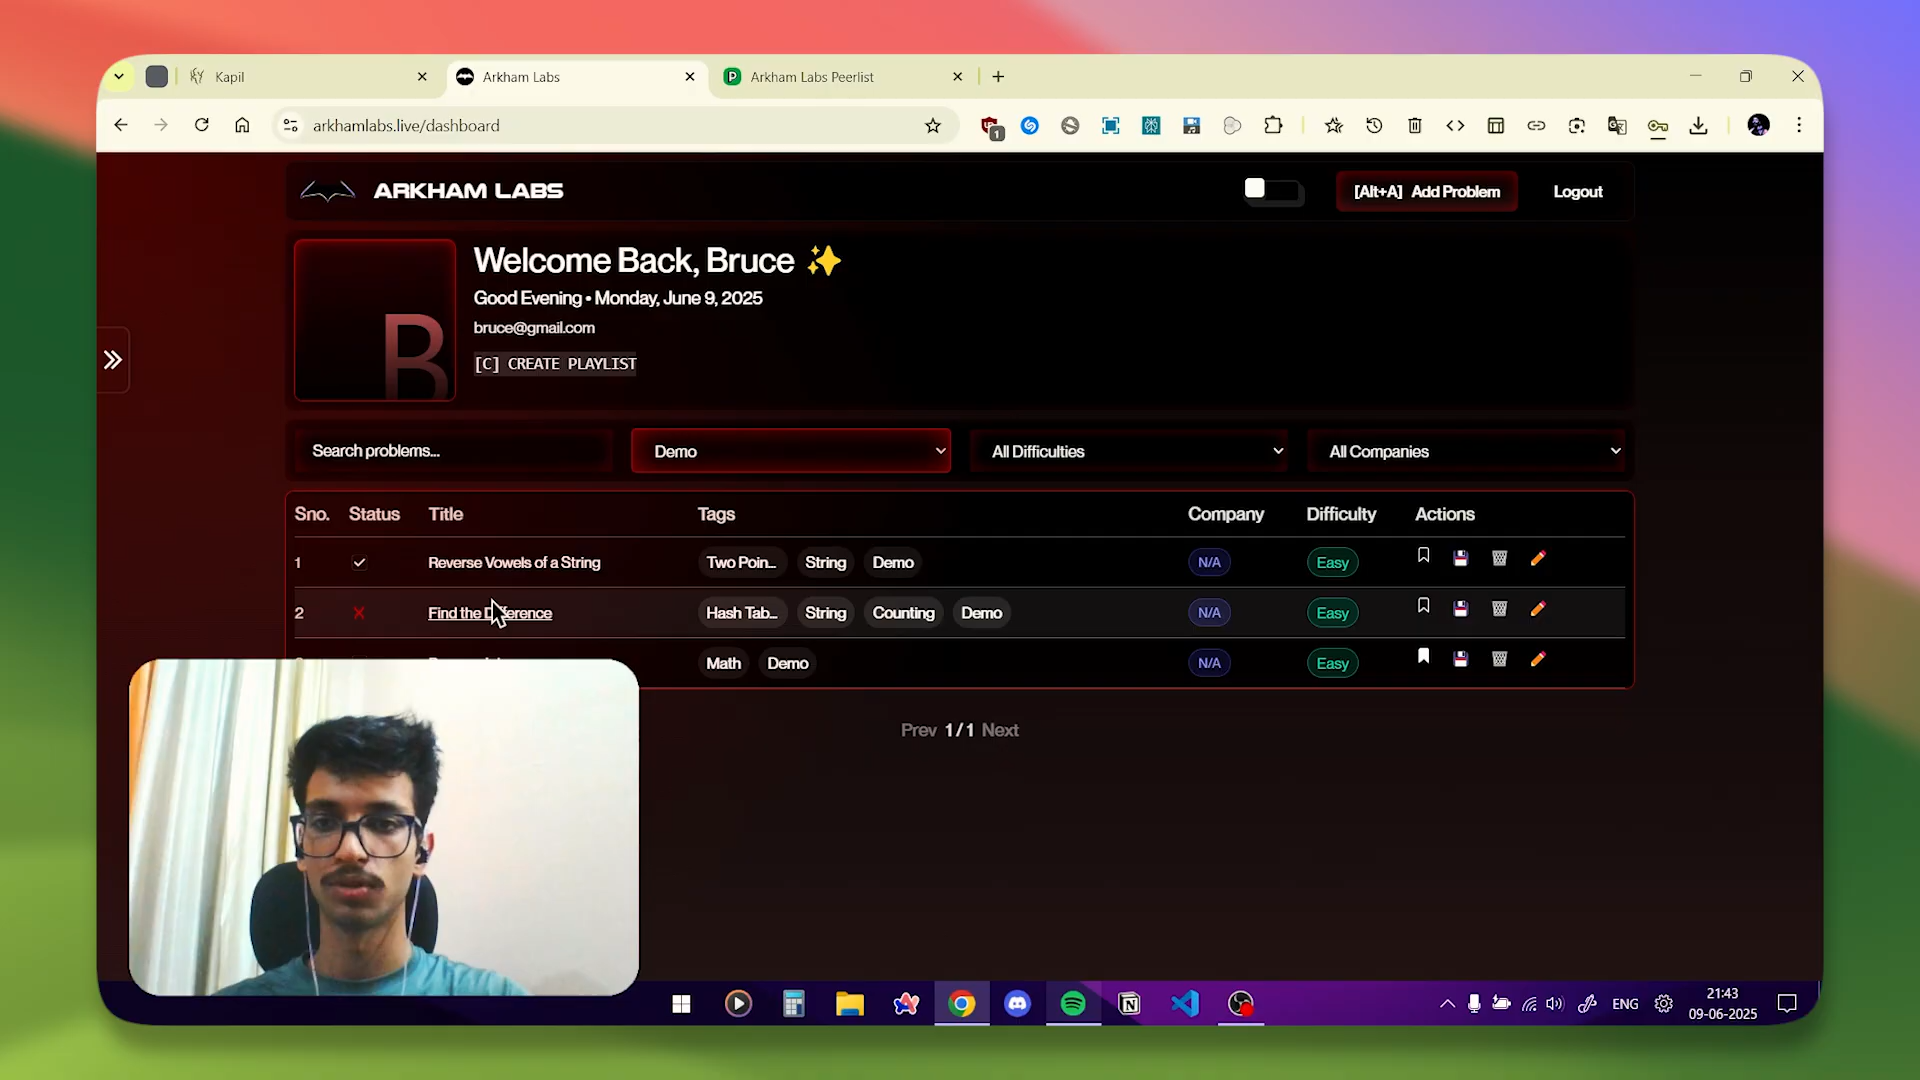 Kapil
Arkham Labs
Arkham Labs Peerlist
arkhamlabs.live/dashboard
1
ARKHAM LABS
[Alt+A] Add Problem
Logout
B
Welcome Back, Bruce ✨
Good Evening • Monday, June 9, 2025
bruce@gmail.com
[C] CREATE PLAYLIST
Search problems...
Demo
All Difficulties
All Companies
Sno. Status Title Tags Company Difficulty Actions
1 Reverse Vowels of a String Two Poin... String Demo N/A Easy
2 Find the Difference Hash Tab... String Counting Demo N/A Easy
Math Demo N/A Easy
Prev 1/1 Next
ENG
21:43
09-06-2025